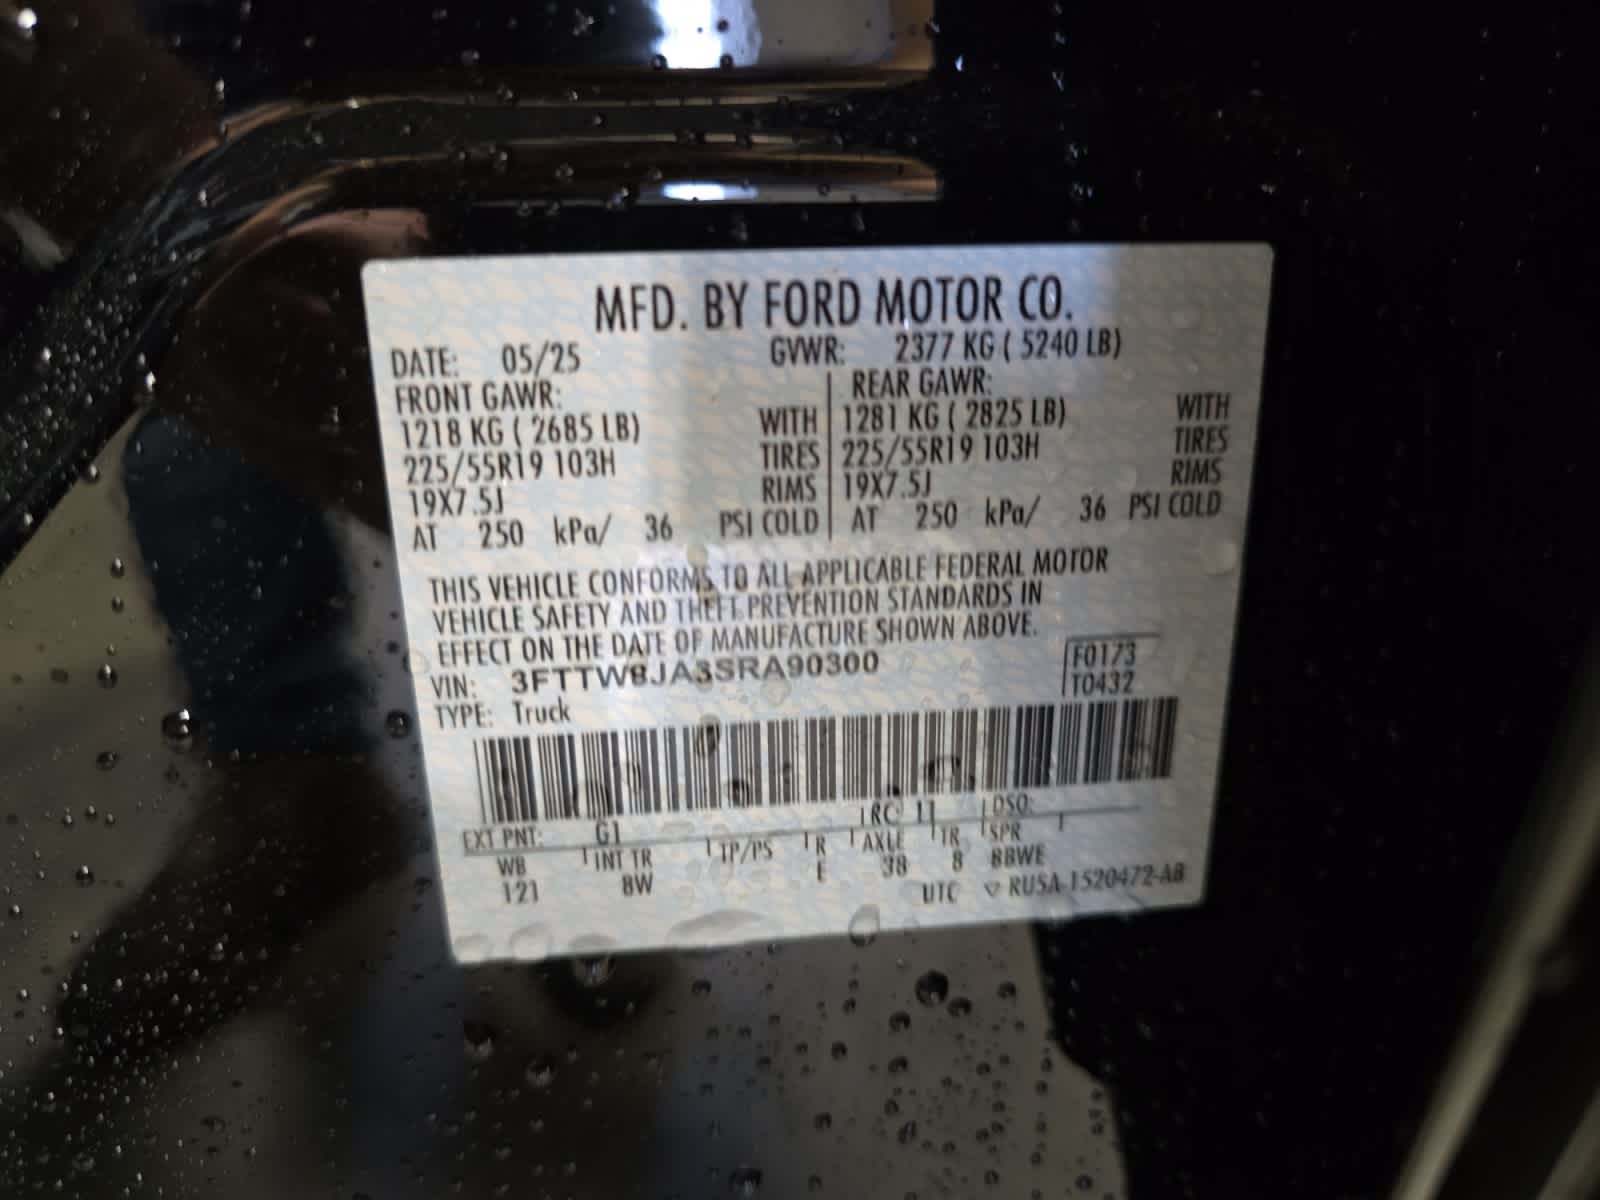 MFD. BY FORD MOTOR CO.
DATE: 05/25 GVWR: 2377 KG ( 5240 LB)
FRONT GAWR: REAR GAWR:
1218 KG ( 2685 LB) WITH 1281 KG ( 2825 LB) WITH
225/55R19 103H TIRES 225/55R19 103H TIRES
19X7.5J RIMS 19X7.5J RIMS
AT 250 kPa/ 36 PSI COLD AT 250 kPa/ 36 PSI COLD
THIS VEHICLE CONFORMS TO ALL APPLICABLE FEDERAL MOTOR
VEHICLE SAFETY AND THEFT PREVENTION STANDARDS IN
EFFECT ON THE DATE OF MANUFACTURE SHOWN ABOVE.
VIN: 3FTTW8JA3SRA90300 F0173
TYPE: Truck T0432
EXT PNT: G1 RC: 11 DSO:
WB INT TR TP/PS R AXLE TR SPR
121 8W E 38 8 BBWE
UTC ▽ RUSA-1520472-AB